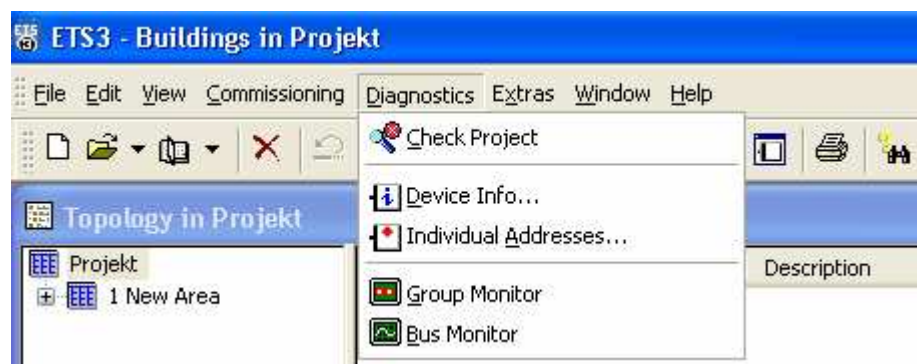 ETS3 - Buildings in Projekt
File Edit View Commissioning Diagnostics Extras Window Help
Check Project
Device Info...
Individual Addresses...
Group Monitor
Bus Monitor
Topology in Projekt
Projekt
1 New Area
Description